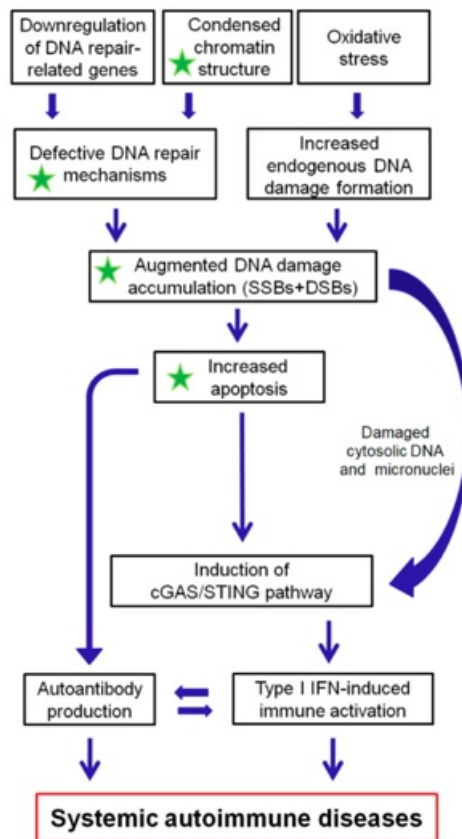 Downregulation
of DNA repair-
related genes
Condensed
chromatin
structure
Oxidative
stress
Defective DNA repair
mechanisms
Increased
endogenous DNA
damage formation
Augmented DNA damage
accumulation (SSBs+DSBs)
Increased
apoptosis
Damaged
cytosolic DNA
and micronuclei
Induction of
cGAS/STING pathway
Autoantibody
production
Type I IFN-induced
immune activation
Systemic autoimmune diseases